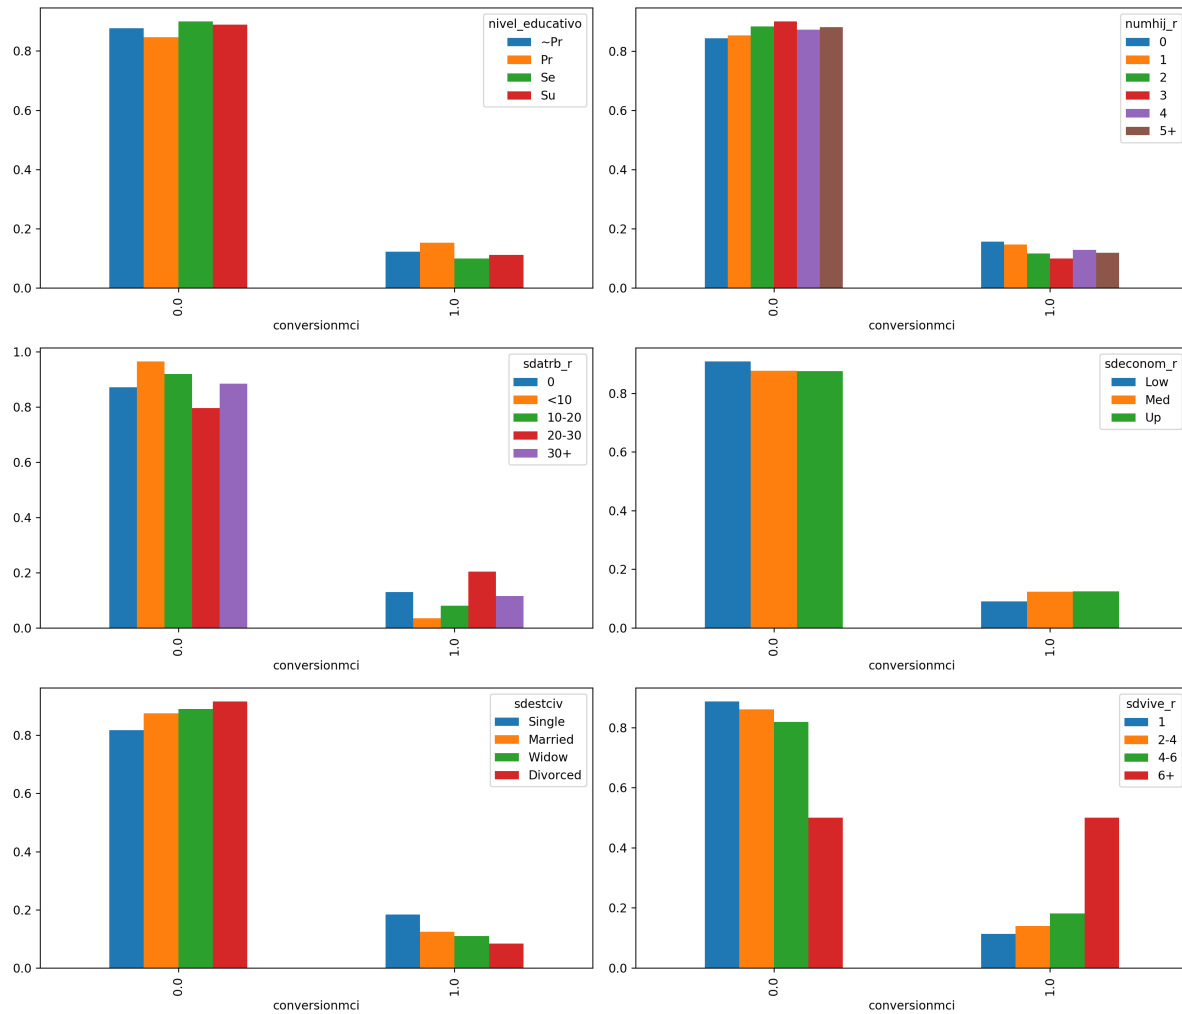 nivel_educativo
~Pr
Pr
Se
Su
0.8
0.6
0.4
0.2
0.0
0.0
1.0
conversionmci
numhij_r
0
1
2
3
4
5+
0.8
0.6
0.4
0.2
0.0
0.0
1.0
conversionmci
sdatrb_r
0
<10
10-20
20-30
30+
1.0
0.8
0.6
0.4
0.2
0.0
0.0
1.0
conversionmci
sdeconom_r
Low
Med
Up
0.8
0.6
0.4
0.2
0.0
0.0
1.0
conversionmci
sdestciv
Single
Married
Widow
Divorced
0.8
0.6
0.4
0.2
0.0
0.0
1.0
conversionmci
sdvive_r
1
2-4
4-6
6+
0.8
0.6
0.4
0.2
0.0
0.0
1.0
conversionmci